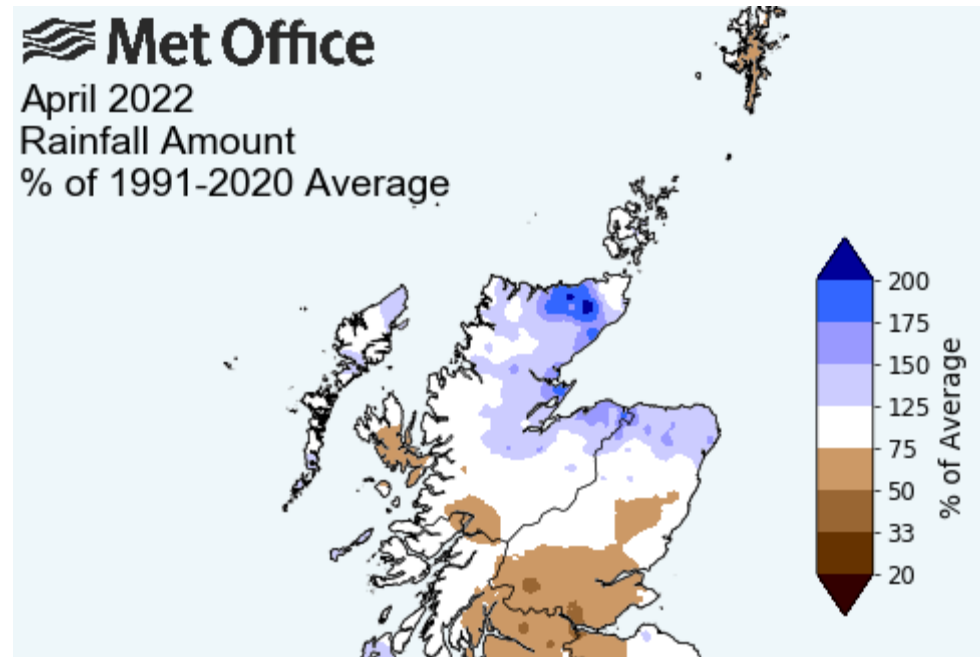 Met Office
April 2022
Rainfall Amount
% of 1991-2020 Average
200
175
150
125
75
50
33
20
% of Average